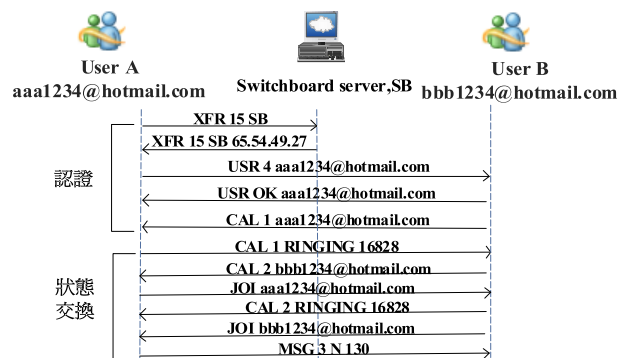 User A
aaa1234@hotmail.com
Switchboard server,SB
User B
bbb1234@hotmail.com
XFR 15 SB
XFR 15 SB 65.54.49.27
USR 4 aaa1234@hotmail.com
USR OK aaa1234@hotmail.com
CAL 1 aaa1234@hotmail.com
認證
CAL 1 RINGING 16828
CAL 2 bbb1234@hotmail.com
JOI aaa1234@hotmail.com
CAL 2 RINGING 16828
JOI bbb1234@hotmail.com
MSG 3 N 130
狀態
交換